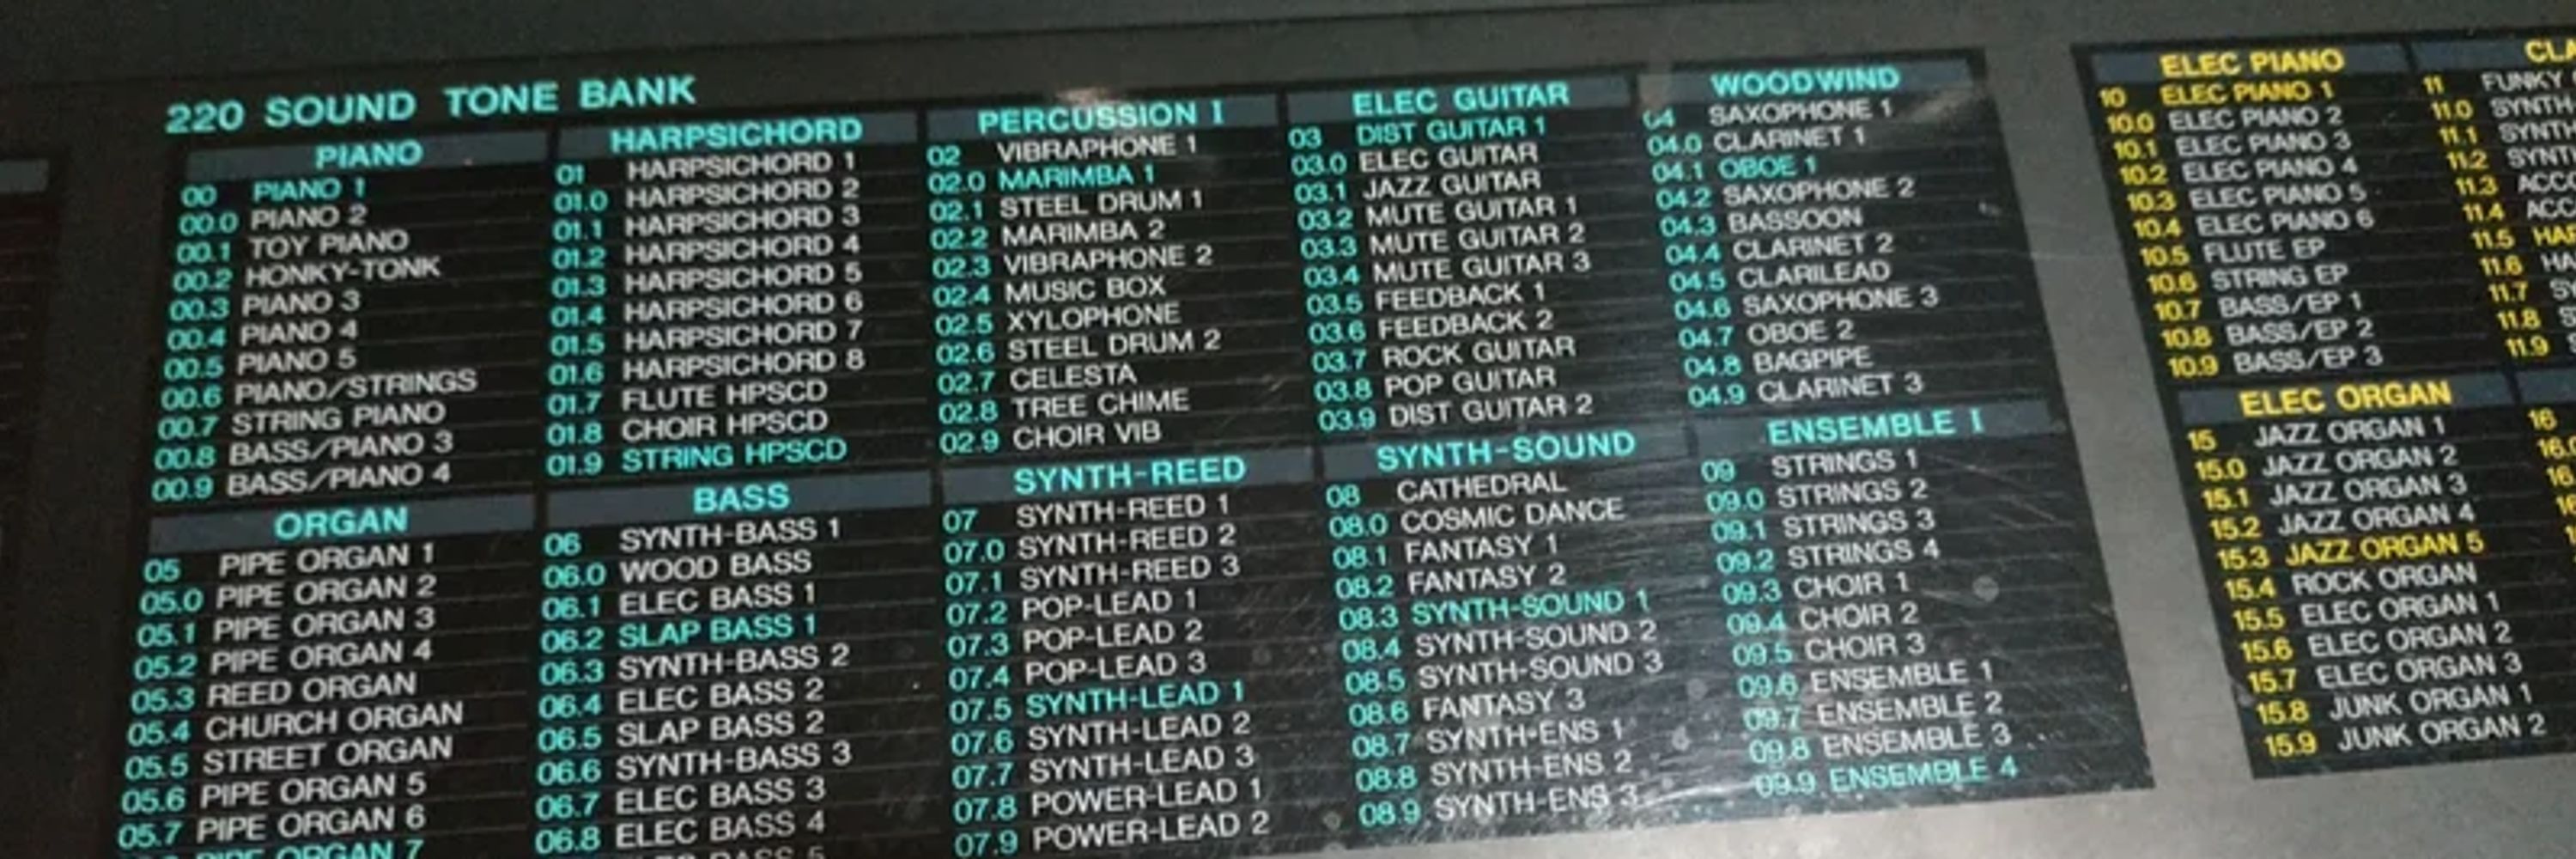 220 SOUND TONE BANK
PIANO
00 PIANO 1
00.0 PIANO 2
00.1 TOY PIANO
00.2 HONKY-TONK
00.3 PIANO 3
00.4 PIANO 4
00.5 PIANO 5
00.6 PIANO/STRINGS
00.7 STRING PIANO
00.8 BASS/PIANO 3
00.9 BASS/PIANO 4
HARPSICHORD
01 HARPSICHORD 1
01.0 HARPSICHORD 2
01.1 HARPSICHORD 3
01.2 HARPSICHORD 4
01.3 HARPSICHORD 5
01.4 HARPSICHORD 6
01.5 HARPSICHORD 7
01.6 HARPSICHORD 8
01.7 FLUTE HPSCD
01.8 CHOIR HPSCD
01.9 STRING HPSCD
PERCUSSION I
02 VIBRAPHONE 1
02.0 MARIMBA 1
02.1 STEEL DRUM 1
02.2 MARIMBA 2
02.3 VIBRAPHONE 2
02.4 MUSIC BOX
02.5 XYLOPHONE
02.6 STEEL DRUM 2
02.7 CELESTA
02.8 TREE CHIME
02.9 CHOIR VIB
ELEC GUITAR
03 DIST GUITAR 1
03.0 ELEC GUITAR
03.1 JAZZ GUITAR
03.2 MUTE GUITAR 1
03.3 MUTE GUITAR 2
03.4 MUTE GUITAR 3
03.5 FEEDBACK 1
03.6 FEEDBACK 2
03.7 ROCK GUITAR
03.8 POP GUITAR
03.9 DIST GUITAR 2
WOODWIND
04 SAXOPHONE 1
04.0 CLARINET 1
04.1 OBOE 1
04.2 SAXOPHONE 2
04.3 BASSOON
04.4 CLARINET 2
04.5 CLARILEAD
04.6 SAXOPHONE 3
04.7 OBOE 2
04.8 BAGPIPE
04.9 CLARINET 3
ORGAN
05 PIPE ORGAN 1
05.0 PIPE ORGAN 2
05.1 PIPE ORGAN 3
05.2 PIPE ORGAN 4
05.3 REED ORGAN
05.4 CHURCH ORGAN
05.5 STREET ORGAN
05.6 PIPE ORGAN 5
05.7 PIPE ORGAN 6
PIPE ORGAN 7
BASS
06 SYNTH-BASS 1
06.0 WOOD BASS
06.1 ELEC BASS 1
06.2 SLAP BASS 1
06.3 SYNTH-BASS 2
06.4 ELEC BASS 2
06.5 SLAP BASS 2
06.6 SYNTH-BASS 3
06.7 ELEC BASS 3
06.8 ELEC BASS 4
SYNTH-REED
07 SYNTH-REED 1
07.0 SYNTH-REED 2
07.1 SYNTH-REED 3
07.2 POP-LEAD 1
07.3 POP-LEAD 2
07.4 POP-LEAD 3
07.5 SYNTH-LEAD 1
07.6 SYNTH-LEAD 2
07.7 SYNTH-LEAD 3
07.8 POWER-LEAD 1
07.9 POWER-LEAD 2
SYNTH-SOUND
08 CATHEDRAL
08.0 COSMIC DANCE
08.1 FANTASY 1
08.2 FANTASY 2
08.3 SYNTH-SOUND 1
08.4 SYNTH-SOUND 2
08.5 SYNTH-SOUND 3
08.6 FANTASY 3
08.7 SYNTH-ENS 1
08.8 SYNTH-ENS 2
08.9 SYNTH-ENS 3
ENSEMBLE I
09 STRINGS 1
09.0 STRINGS 2
09.1 STRINGS 3
09.2 STRINGS 4
09.3 CHOIR 1
09.4 CHOIR 2
09.5 CHOIR 3
09.6 ENSEMBLE 1
09.7 ENSEMBLE 2
09.8 ENSEMBLE 3
09.9 ENSEMBLE 4
ELEC PIANO
10 ELEC PIANO 1
10.0 ELEC PIANO 2
10.1 ELEC PIANO 3
10.2 ELEC PIANO 4
10.3 ELEC PIANO 5
10.4 ELEC PIANO 6
10.5 FLUTE EP
10.6 STRING EP
10.7 BASS/EP 1
10.8 BASS/EP 2
10.9 BASS/EP 3
11 FUNKY
11.0
11.1
11.2
11.3
11.4
11.5
11.6
11.7
11.8
11.9
ELEC ORGAN
15 JAZZ ORGAN 1
15.0 JAZZ ORGAN 2
15.1 JAZZ ORGAN 3
15.2 JAZZ ORGAN 4
15.3 JAZZ ORGAN 5
15.4 ROCK ORGAN
15.5 ELEC ORGAN 1
15.6 ELEC ORGAN 2
15.7 ELEC ORGAN 3
15.8 JUNK ORGAN 1
15.9 JUNK ORGAN 2
16